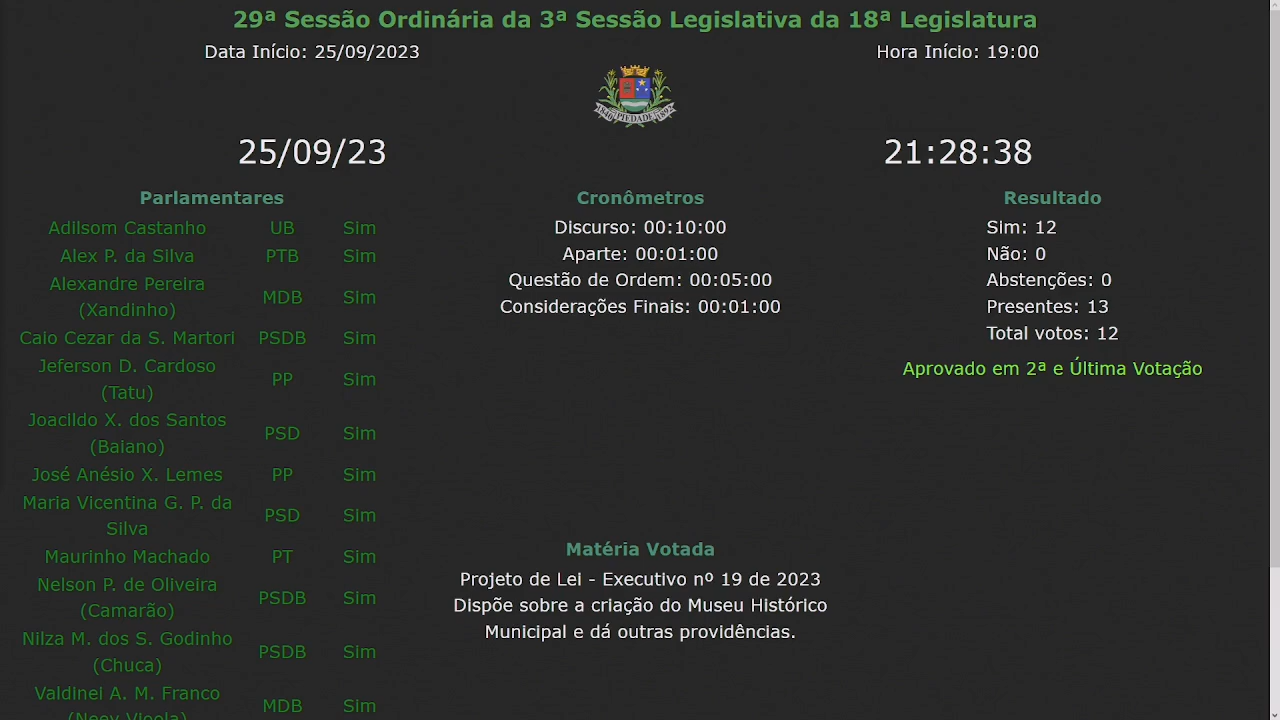 29ª Sessão Ordinária da 3ª Sessão Legislativa da 18ª Legislatura
Data Início: 25/09/2023
Hora Início: 19:00
1840 PIEDADE 1892
25/09/23
21:28:38
Parlamentares
Adilsom Castanho UB Sim
Alex P. da Silva PTB Sim
Alexandre Pereira
(Xandinho) MDB Sim
Caio Cezar da S. Martori PSDB Sim
Jeferson D. Cardoso
(Tatu) PP Sim
Joacildo X. dos Santos
(Baiano) PSD Sim
José Anésio X. Lemes PP Sim
Maria Vicentina G. P. da
Silva PSD Sim
Maurinho Machado PT Sim
Nelson P. de Oliveira
(Camarão) PSDB Sim
Nilza M. dos S. Godinho
(Chuca) PSDB Sim
Valdinei A. M. Franco MDB Sim
Cronômetros
Discurso: 00:10:00
Aparte: 00:01:00
Questão de Ordem: 00:05:00
Considerações Finais: 00:01:00
Matéria Votada
Projeto de Lei - Executivo nº 19 de 2023
Dispõe sobre a criação do Museu Histórico
Municipal e dá outras providências.
Resultado
Sim: 12
Não: 0
Abstenções: 0
Presentes: 13
Total votos: 12
Aprovado em 2ª e Última Votação